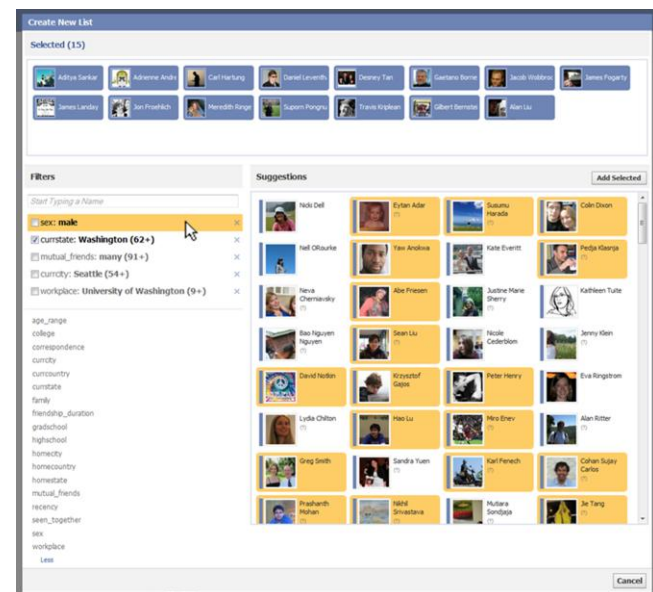 Create New List
Selected (15)
Aditya Sankar
Adrienne Andre
Carl Hartung
Daniel Leventha
Desney Tan
Gaetano Borrie
Jacob Wobbroc
James Fogarty
James Landay
Jon Froehlich
Meredith Ringe
Suporn Pongnu
Travis Kriplean
Gilbert Bernstei
Alan Liu
Filters
Suggestions
Add Selected
Start Typing a Name
sex: male
currstate: Washington (62+)
mutual_friends: many (91+)
currcity: Seattle (54+)
workplace: University of Washington (9+)
age_range
college
correspondence
currcity
currcountry
currstate
family
friendship_duration
gradschool
highschool
homecity
homecountry
homestate
mutual_friends
recency
seen_together
sex
workplace
Less
Nicki Dell
Eytan Adar
Susumu
Harada
Colin Dixon
Nell ORourke
Yaw Anokwa
Kate Everitt
Pedja Klasnja
Neva
Cherniavsky
Abe Friesen
Justine Marie
Sherry
Kathleen Tuite
Bao Nguyen
Nguyen
Sean Liu
Nicole
Cederblom
Jenny Klein
David Notkin
Krzysztof
Gajos
Peter Henry
Eva Ringstrom
Lydia Chilton
Hao Lu
Miro Enev
Alan Ritter
Greg Smith
Sandra Yuen
Karl Fenech
Cohan Sujay
Carlos
Prashanth
Mohan
Nikhil
Srivastava
Mutiara
Sondjaja
Jie Tang
Cancel